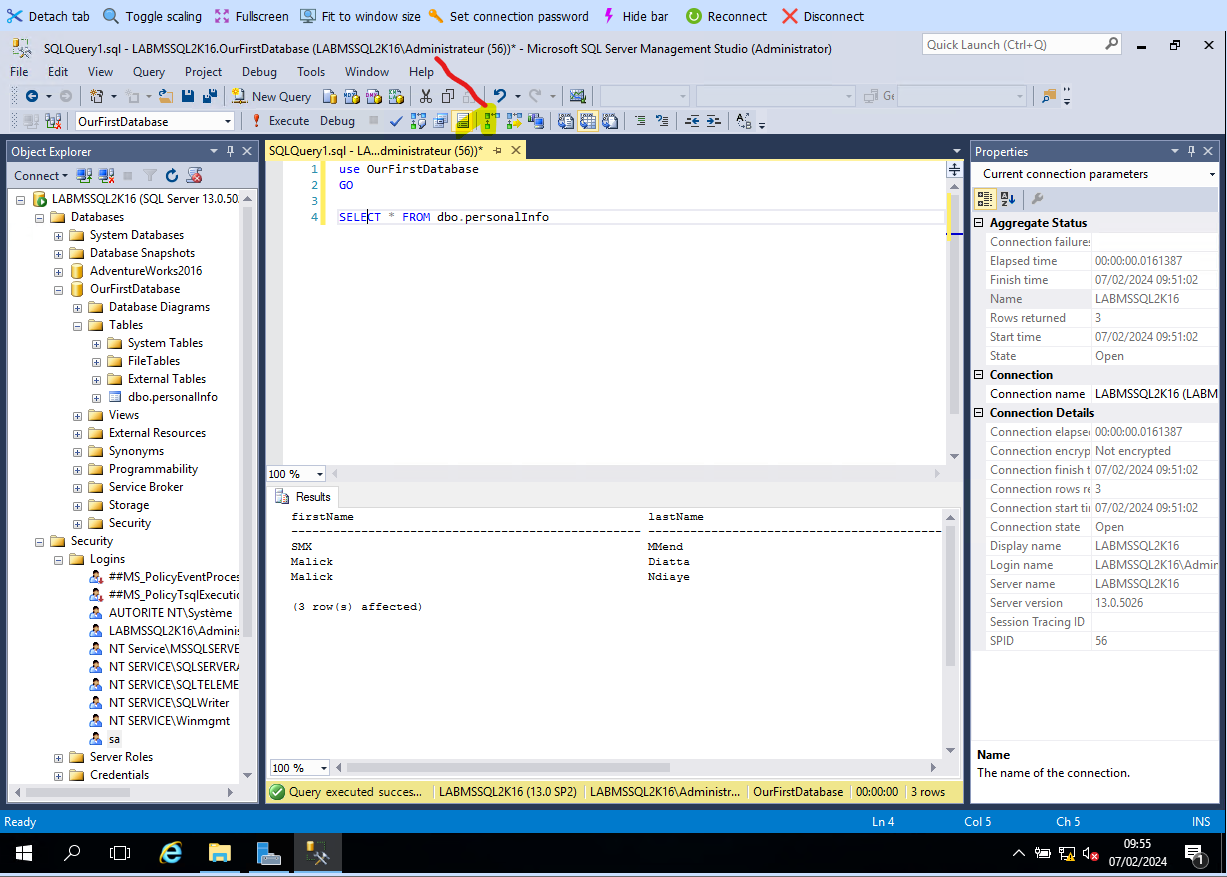 Detach tab Toggle scaling Fullscreen Fit to window size Set connection password Hide bar Reconnect Disconnect
SQLQuery1.sql - LABMSSQL2K16.OurFirstDatabase (LABMSSQL2K16\Administrateur (56))* - Microsoft SQL Server Management Studio (Administrator)
Quick Launch (Ctrl+Q)
File Edit View Query Project Debug Tools Window Help
New Query
OurFirstDatabase Execute Debug
Object Explorer
Connect
LABMSSQL2K16 (SQL Server 13.0.50
Databases
System Databases
Database Snapshots
AdventureWorks2016
OurFirstDatabase
Database Diagrams
Tables
System Tables
FileTables
External Tables
dbo.personalInfo
Views
External Resources
Synonyms
Programmability
Service Broker
Storage
Security
Security
Logins
##MS_PolicyEventProces
##MS_PolicyTsqlExecutio
AUTORITE NT\Système
LABMSSQL2K16\Adminis
NT Service\MSSQLSERVE
NT SERVICE\SQLSERVERA
NT SERVICE\SQLTELEME
NT SERVICE\SQLWriter
NT SERVICE\Winmgmt
sa
Server Roles
Credentials
SQLQuery1.sql - LA...dministrateur (56))*
1 use OurFirstDatabase
2 GO
3
4 SELECT * FROM dbo.personalInfo
100 %
Results
firstName lastName
SMX MMend
Malick Diatta
Malick Ndiaye
(3 row(s) affected)
100 %
Query executed succes... LABMSSQL2K16 (13.0 SP2) LABMSSQL2K16\Administr... OurFirstDatabase 00:00:00 3 rows
Properties
Current connection parameters
Aggregate Status
Connection failures
Elapsed time 00:00:00.0161387
Finish time 07/02/2024 09:51:02
Name LABMSSQL2K16
Rows returned 3
Start time 07/02/2024 09:51:02
State Open
Connection
Connection name LABMSSQL2K16 (LABM
Connection Details
Connection elapse 00:00:00.0161387
Connection encryp Not encrypted
Connection finish t 07/02/2024 09:51:02
Connection rows re 3
Connection start ti 07/02/2024 09:51:02
Connection state Open
Display name LABMSSQL2K16
Login name LABMSSQL2K16\Admin
Server name LABMSSQL2K16
Server version 13.0.5026
Session Tracing ID
SPID 56
Name
The name of the connection.
Ready Ln 4 Col 5 Ch 5 INS
09:55
07/02/2024
1